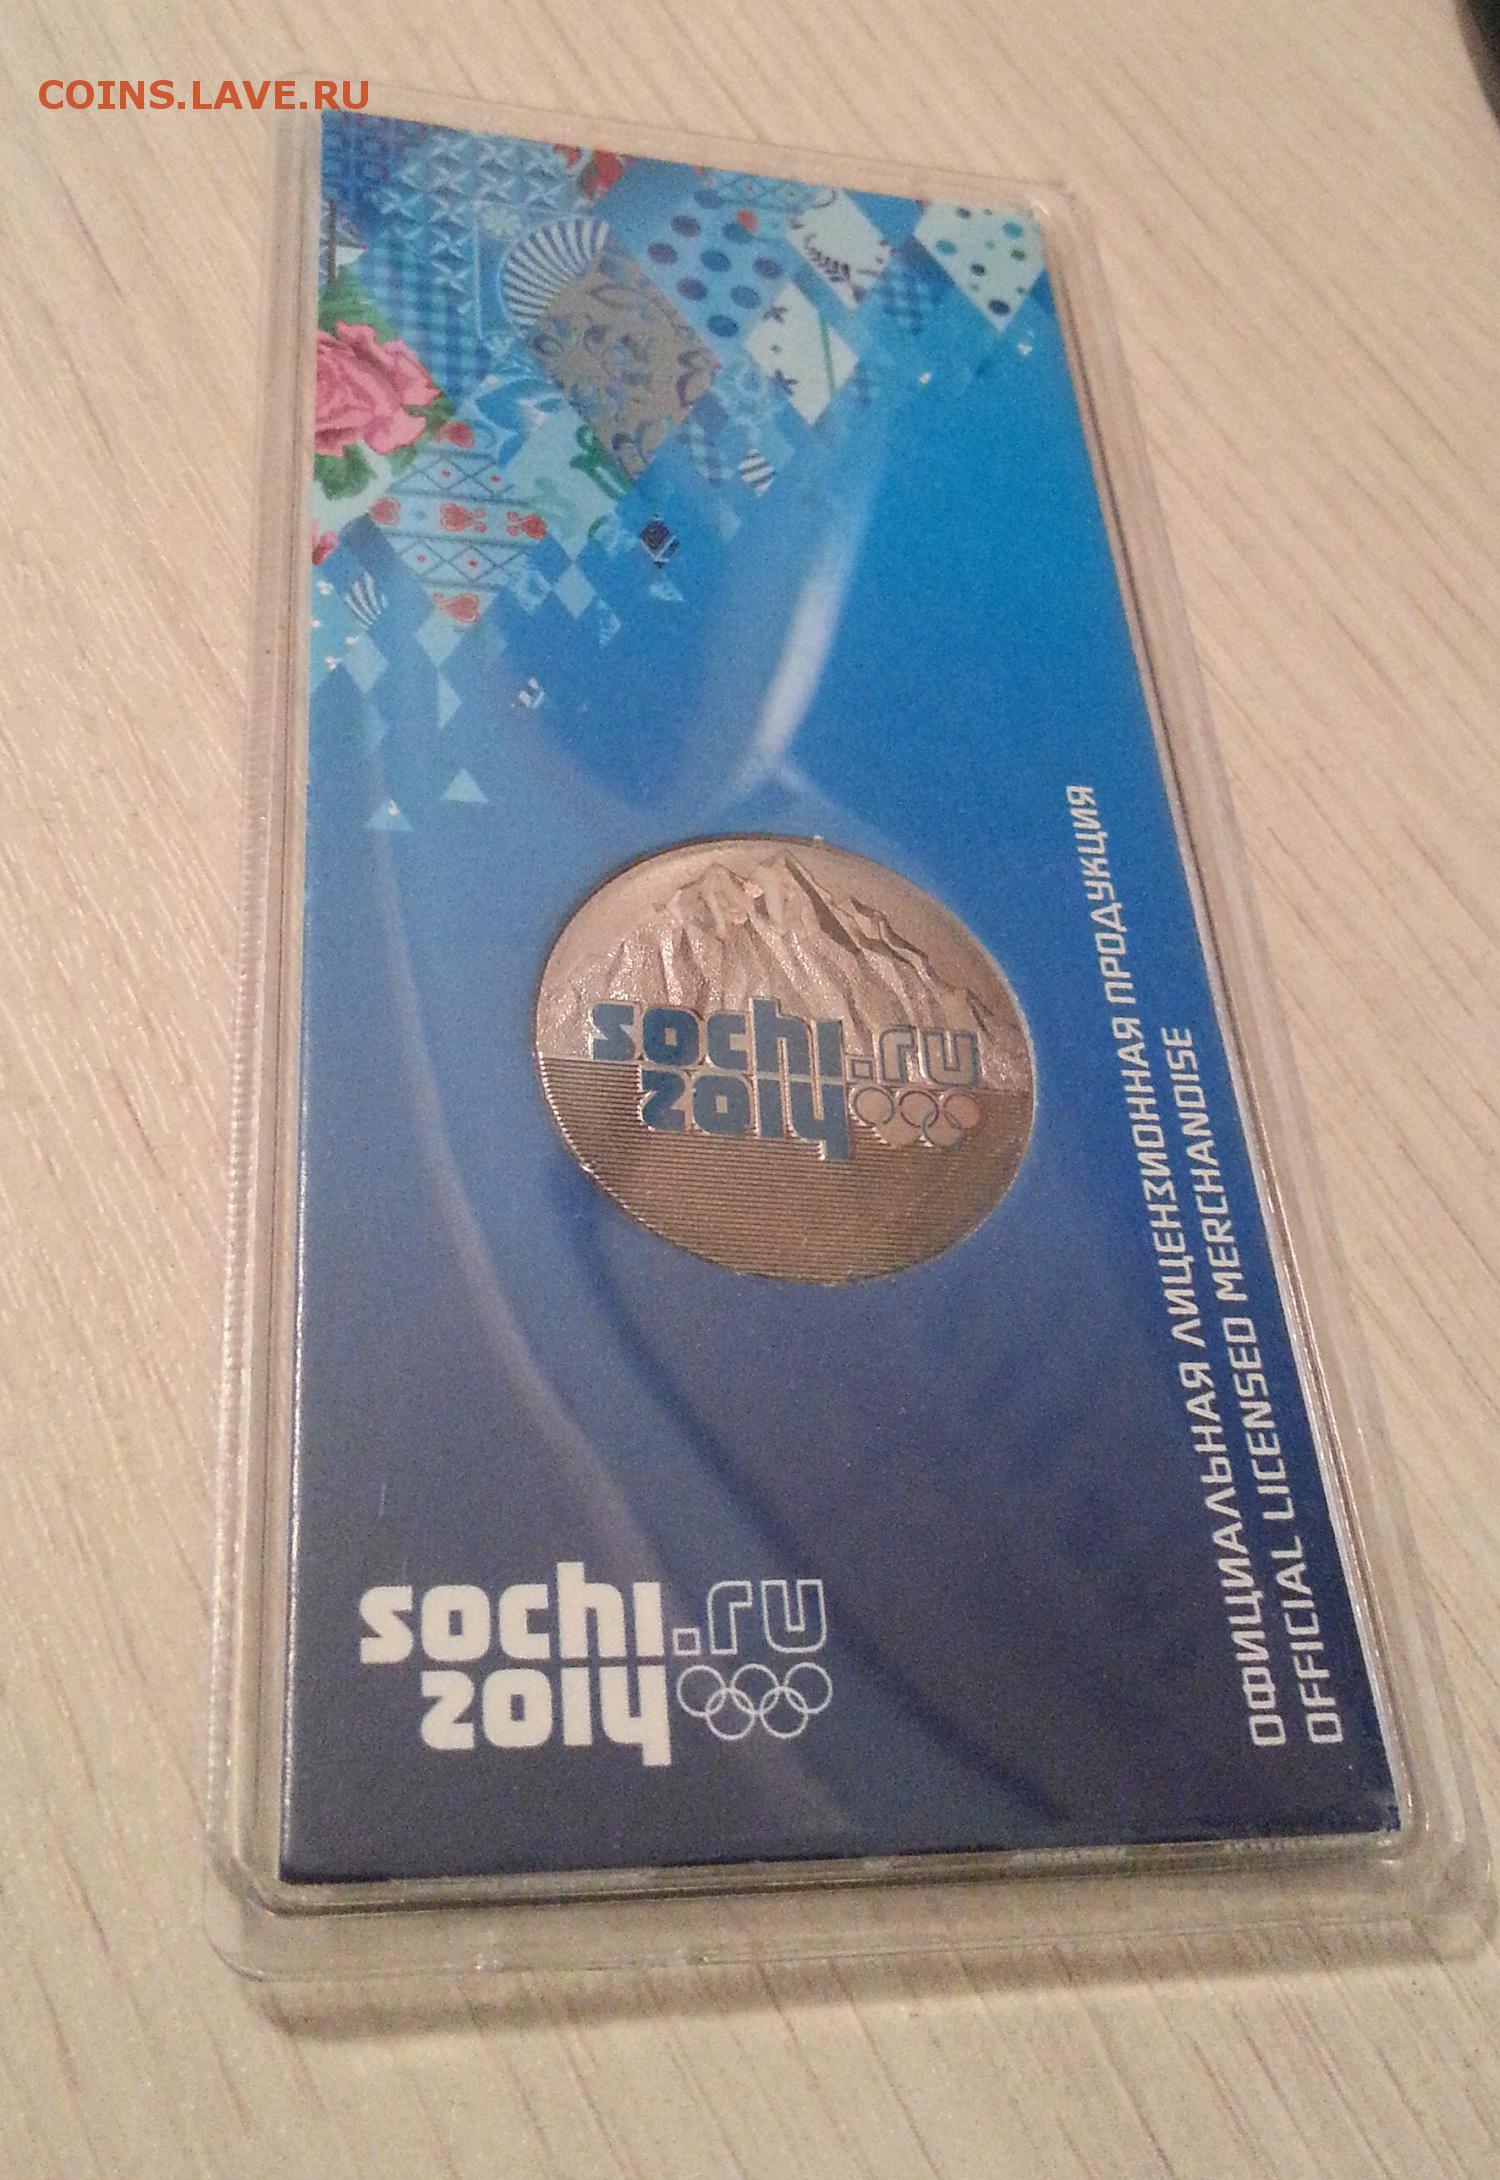 COINS.LAVE.RU
sochi.ru
2014
sochi.ru
2014
ОФИЦИАЛЬНАЯ ЛИЦЕНЗИОННАЯ ПРОДУКЦИЯ
OFFICIAL LICENSED MERCHANDISE